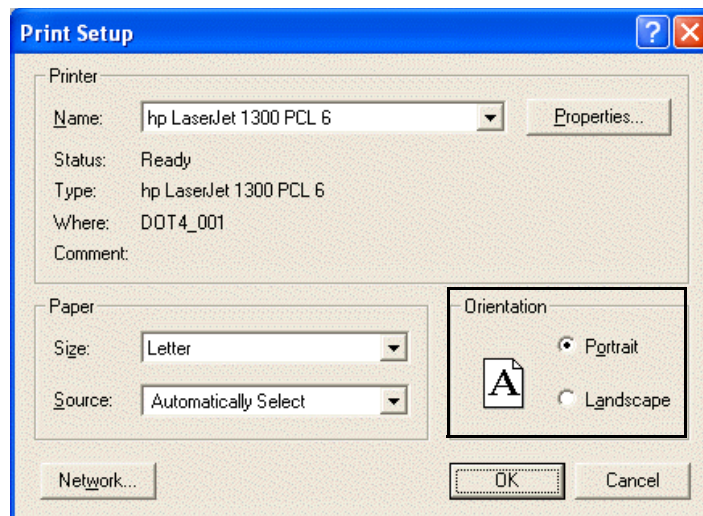 Print Setup
?
Printer
Name: hp LaserJet 1300 PCL 6 Properties...
Status: Ready
Type: hp LaserJet 1300 PCL 6
Where: DOT4_001
Comment:
Paper
Size: Letter
Source: Automatically Select
Orientation
A
Portrait
Landscape
Network... OK Cancel